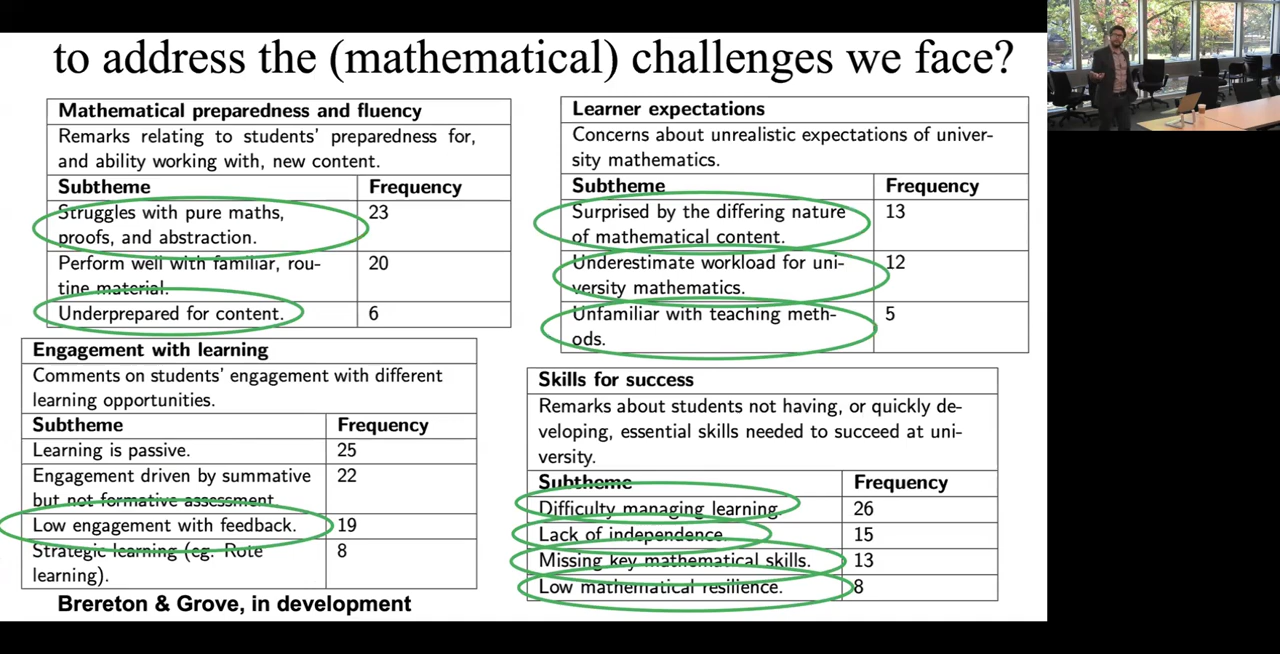 to address the (mathematical) challenges we face?
Mathematical preparedness and fluency
Remarks relating to students' preparedness for,
and ability working with, new content.
Subtheme Frequency
Struggles with pure maths, 23
proofs, and abstraction.
Perform well with familiar, rou- 20
tine material.
Underprepared for content. 6
Engagement with learning
Comments on students' engagement with different
learning opportunities.
Subtheme Frequency
Learning is passive. 25
Engagement driven by summative 22
but not formative assessment.
Low engagement with feedback. 19
Strategic learning (eg. Rote 8
learning).
Brereton & Grove, in development
Learner expectations
Concerns about unrealistic expectations of univer-
sity mathematics.
Subtheme Frequency
Surprised by the differing nature 13
of mathematical content.
Underestimate workload for uni- 12
versity mathematics.
Unfamiliar with teaching meth- 5
ods.
Skills for success
Remarks about students not having, or quickly de-
veloping, essential skills needed to succeed at uni-
versity.
Subtheme Frequency
Difficulty managing learning. 26
Lack of independence. 15
Missing key mathematical skills. 13
Low mathematical resilience. 8